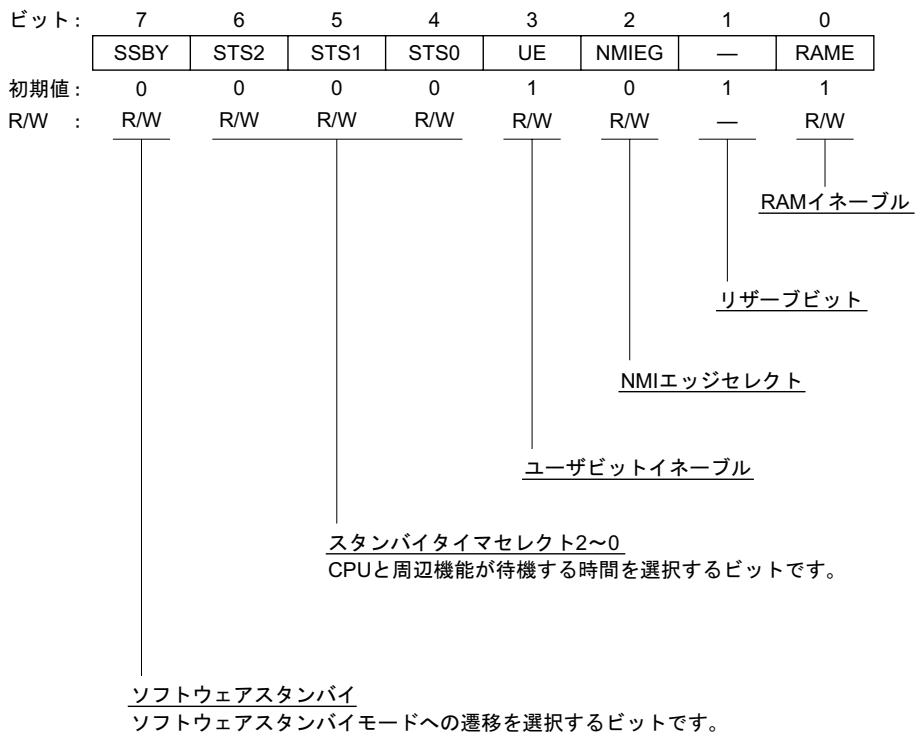 ビット : 7 6 5 4 3 2 1 0
SSBY STS2 STS1 STS0 UE NMIEG — RAME
初期値 : 0 0 0 0 1 0 1 1
R/W : R/W R/W R/W R/W R/W R/W — R/W
RAMイネーブル
リザーブビット
NMIエッジセレクト
ユーザビットイネーブル
スタンバイタイマセレクト2～0
CPUと周辺機能が待機する時間を選択するビットです。
ソフトウェアスタンバイ
ソフトウェアスタンバイモードへの遷移を選択するビットです。